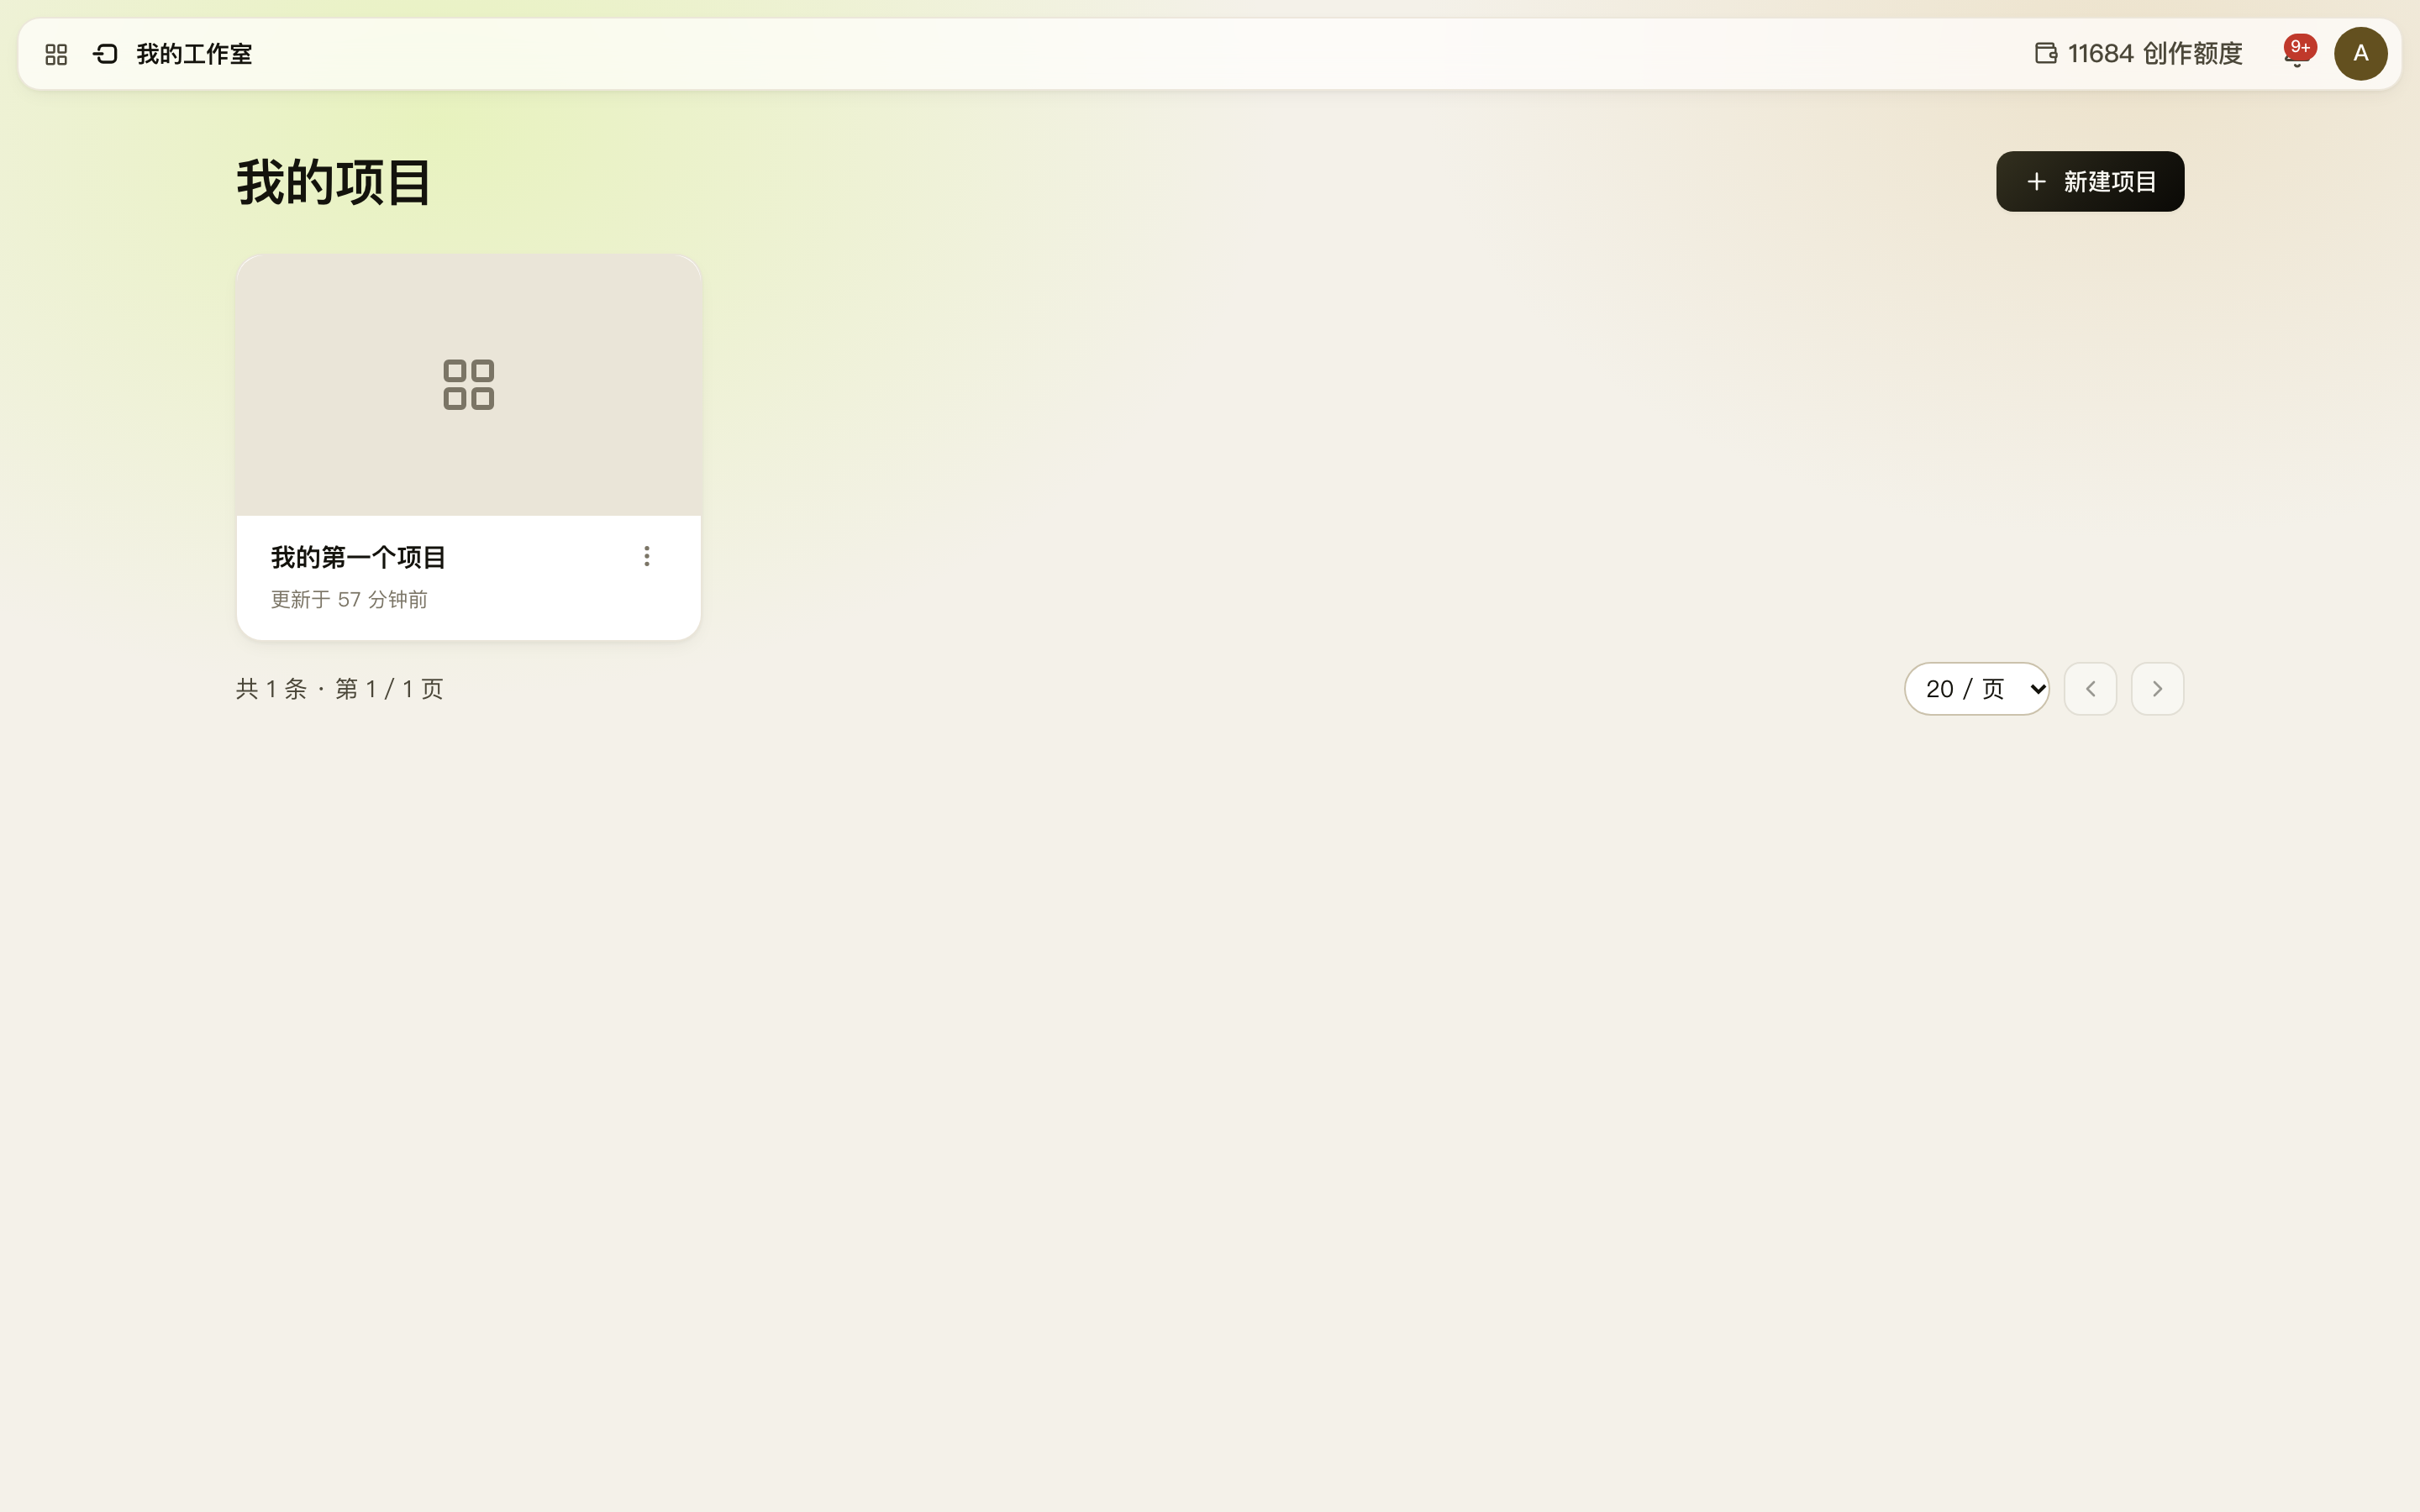 我的工作室
11684 创作额度
9+
A
我的项目
新建项目
我的第一个项目
更新于 57 分钟前
共 1 条 · 第 1 / 1 页
20 / 页